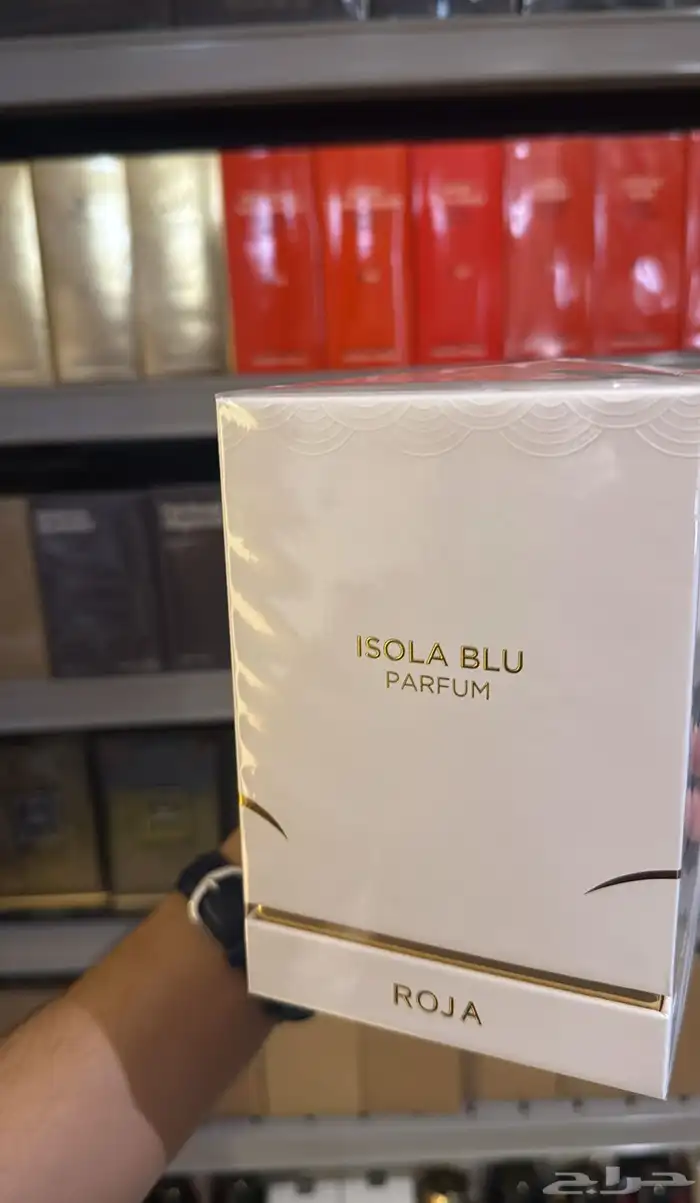 ISOLA BLU
PARFUM
ROJA
حراج